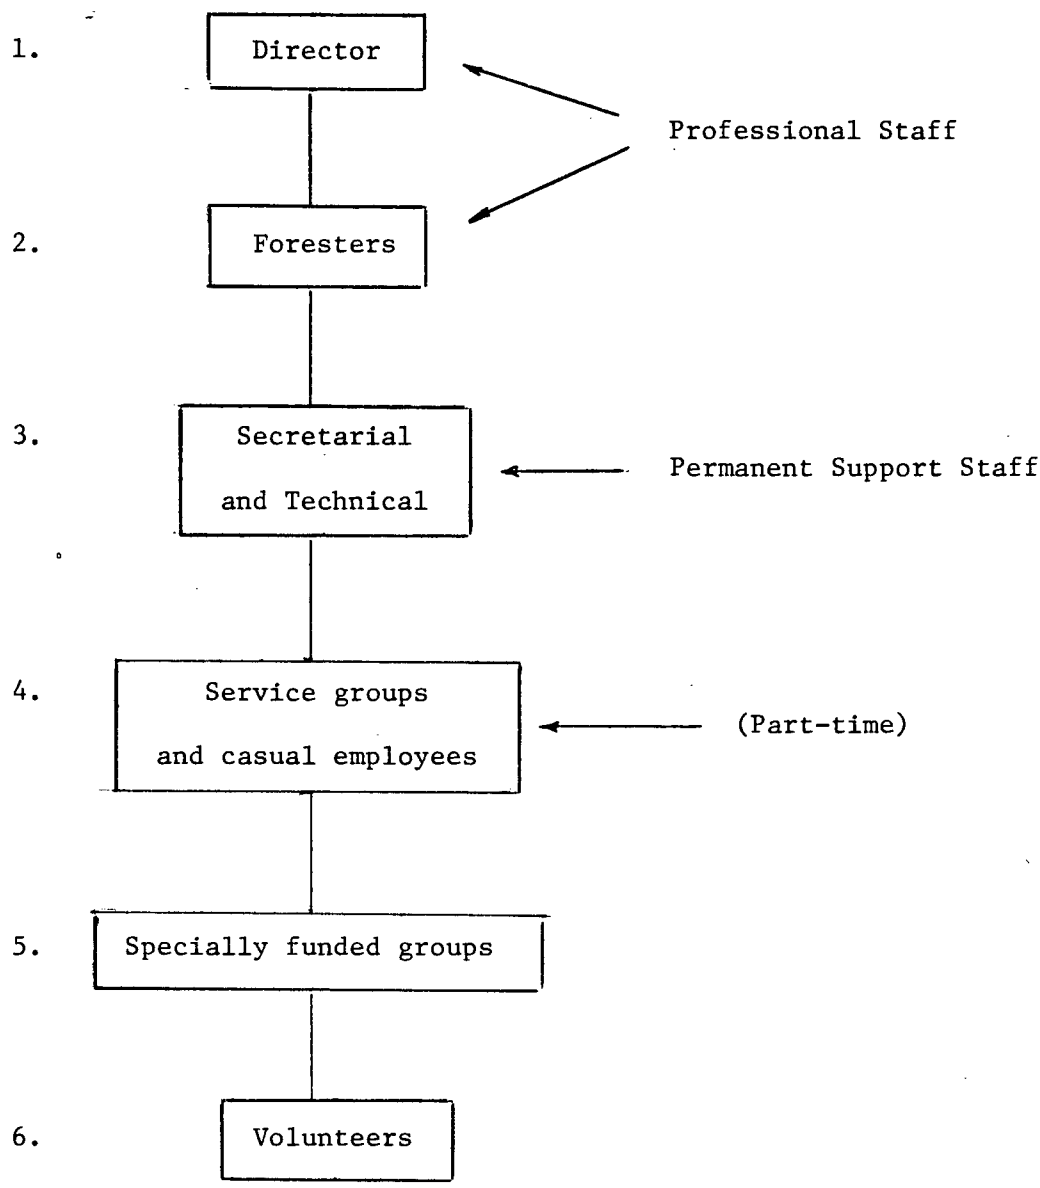 1. Director
Professional Staff
2. Foresters
3. Secretarial
and Technical
Permanent Support Staff
4. Service groups
and casual employees
(Part-time)
5. Specially funded groups
6. Volunteers